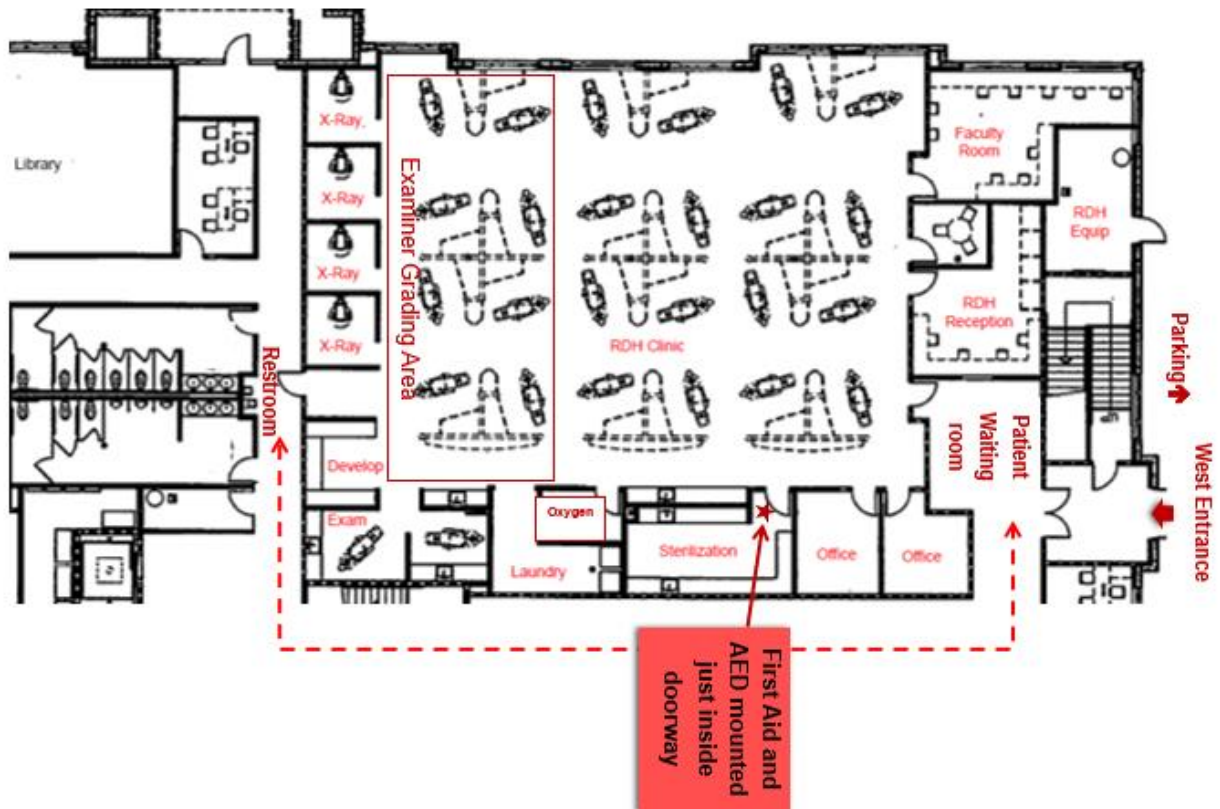 Library
X-Ray
X-Ray
X-Ray
X-Ray
Examiner Grading Area
RDH Clinic
Faculty
Room
RDH
Equip
RDH
Reception
Patient
Waiting
room
Parking
West Entrance
Restroom
Develop
Exam
Oxygen
Laundry
Sterilization
Office
Office
First Aid and
AED mounted
just inside
doorway